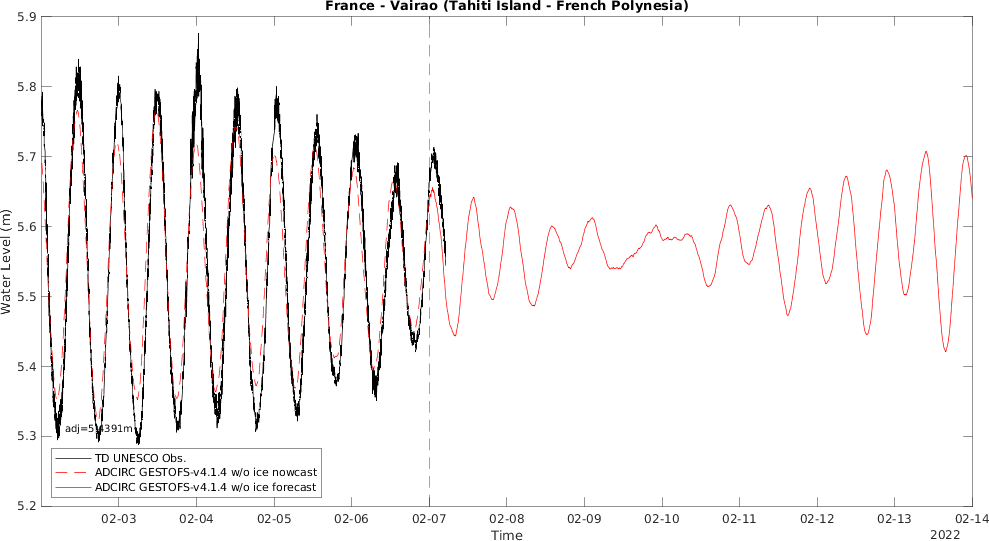 France - Vairao (Tahiti Island - French Polynesia)
5.9
5.8
5.7
5.6
5.5
5.4
5.3
5.2
Water Level (m)
adj=5.4391m
TD UNESCO Obs.
ADCIRC GESTOFS-v4.1.4 w/o ice nowcast
ADCIRC GESTOFS-v4.1.4 w/o ice forecast
02-03 02-04 02-05 02-06 02-07 02-08 02-09 02-10 02-11 02-12 02-13 02-14
Time
2022